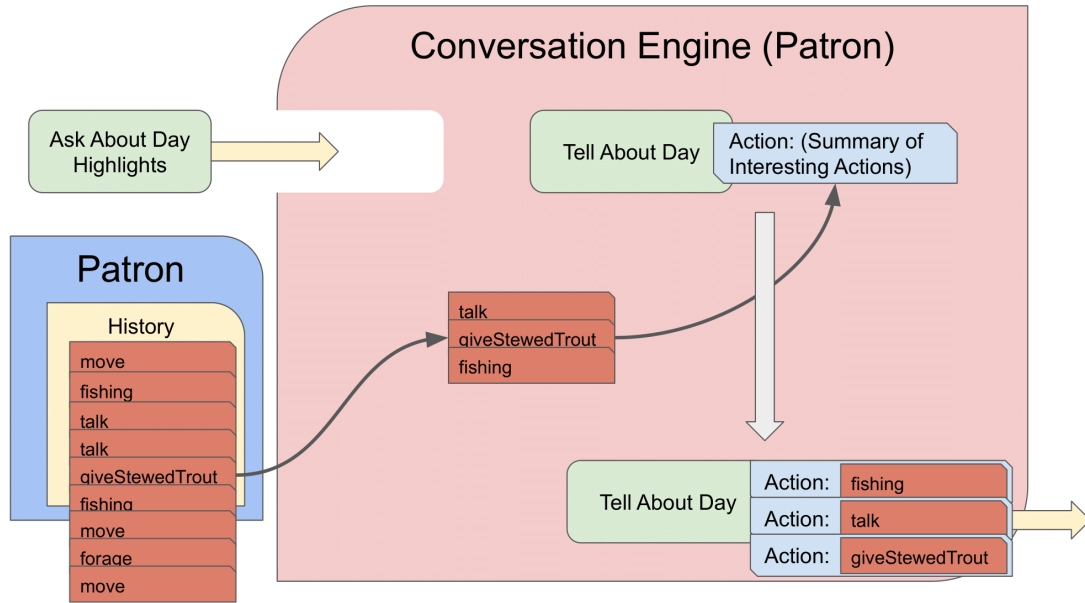 Conversation Engine (Patron)
Ask About Day
Highlights
Tell About Day
Action: (Summary of
Interesting Actions)
Patron
History
move
fishing
talk
talk
giveStewedTrout
fishing
move
forage
move
talk
giveStewedTrout
fishing
Tell About Day
Action: fishing
Action: talk
Action: giveStewedTrout